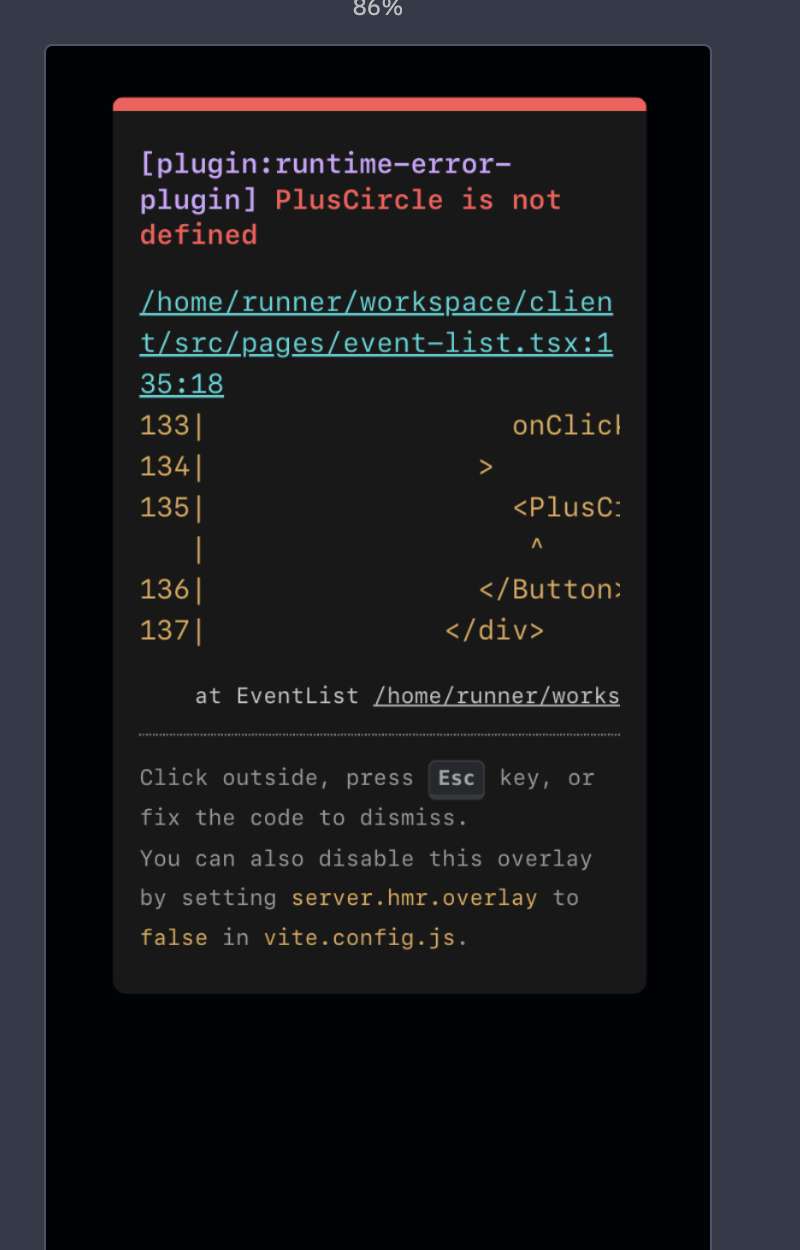 86%
[plugin:runtime-error-
plugin] PlusCircle is not
defined
/home/runner/workspace/clien
t/src/pages/event-list.tsx:1
35:18
133| onClick
134| >
135| <PlusCi
| ^
136| </Button>
137| </div>
at EventList /home/runner/works
Click outside, press Esc key, or
fix the code to dismiss.
You can also disable this overlay
by setting server.hmr.overlay to
false in vite.config.js.